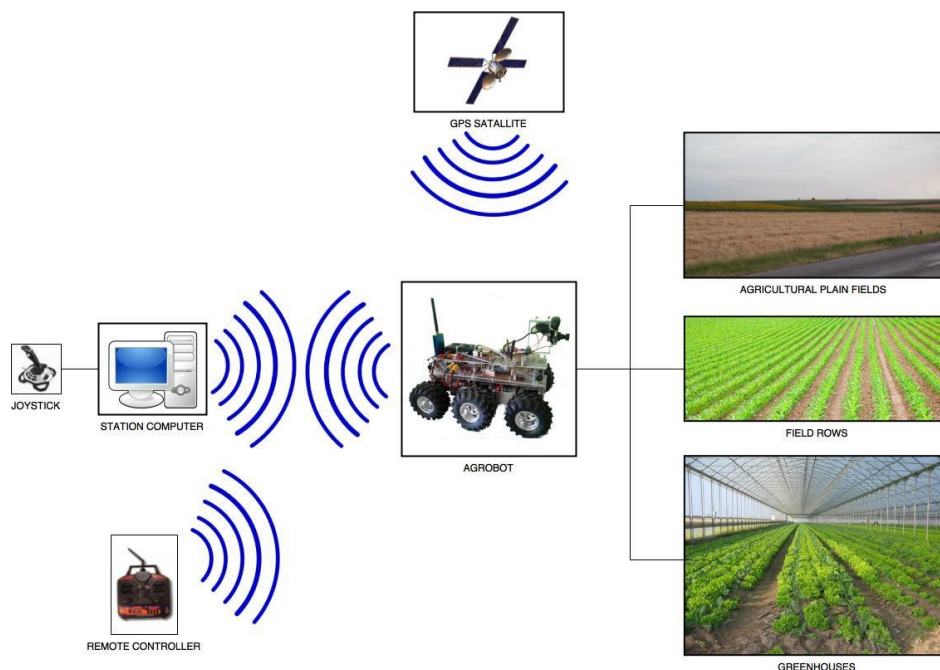 GPS SATALLITE
AGRICULTURAL PLAIN FIELDS
JOYSTICK
STATION COMPUTER
AGROBOT
FIELD ROWS
REMOTE CONTROLLER
GREENHOUSES